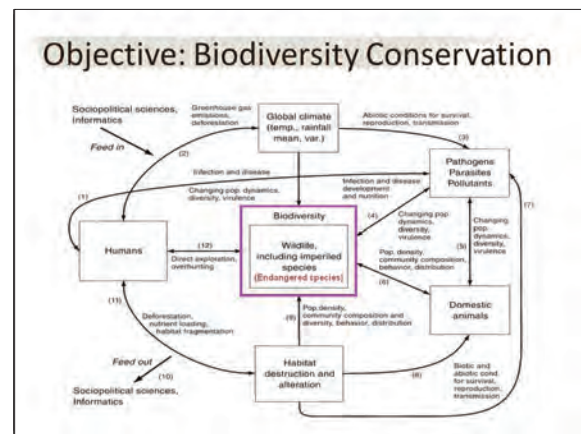 Objective: Biodiversity Conservation
Sociopolitical sciences,
Informatics
Feed in
Greenhouse gas
emissions,
deforestation
(2)
Global climate
(temp., rainfall
mean, var.)
Abiotic conditions for survival,
reproduction, transmission
(3)
Pathogens
Parasites
Pollutants
(1)
Infection and disease
Changing pop. dynamics,
diversity, virulence
Infection and disease
development
and nutrition
(4)
Changing pop.
dynamics,
diversity,
virulence
(5)
Changing
pop.
dynamics,
diversity,
virulence
(7)
Humans
(12)
Direct exploration,
overhunting
Biodiversity
Wildlife,
including imperiled
species
(Endangered species)
Pop. density,
community composition,
behavior, distribution
(6)
Domestic
animals
(11)
Deforestation,
nutrient loading,
habitat fragmentation
Pop.density,
community composition and
diversity, behavior, distribution
Feed out
(10)
Sociopolitical sciences,
Informatics
Habitat
destruction and
alteration
Biotic and
abiotic cond.
for survival,
reproduction,
transmission